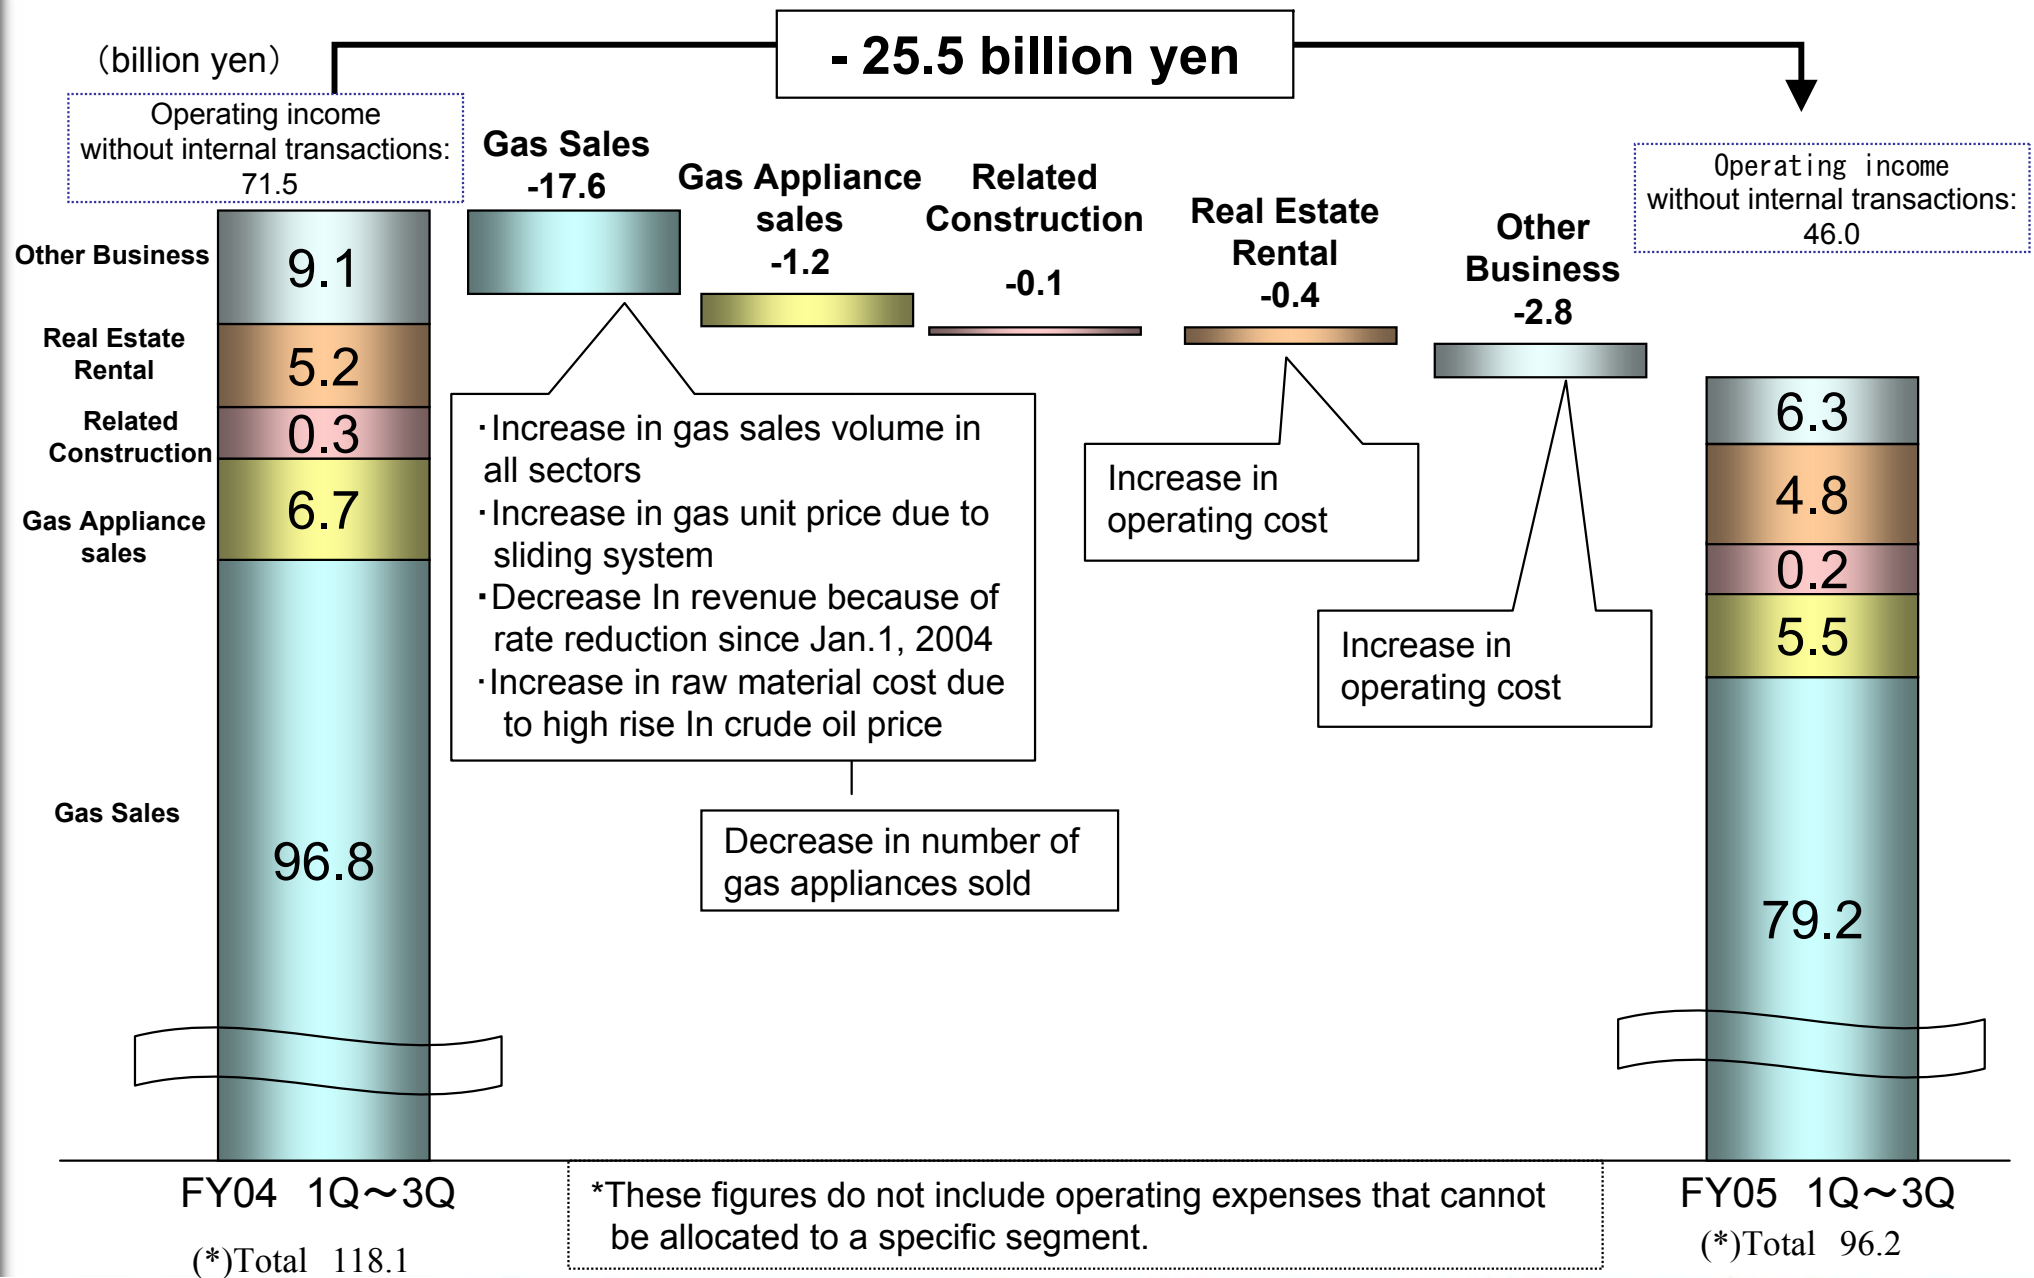 - 25.5 billion yen
（billion yen）
Operating income
without internal transactions:
71.5
Gas Sales
-17.6
Gas Appliance
sales
-1.2
Related
Construction
-0.1
Real Estate
Rental
-0.4
Other
Business
-2.8
Operating income
without internal transactions:
46.0
Other Business
9.1
Real Estate
Rental
5.2
Related
Construction
0.3
Gas Appliance
sales
6.7
Gas Sales
96.8
・Increase in gas sales volume in
all sectors
・Increase in gas unit price due to
sliding system
・Decrease In revenue because of
rate reduction since Jan.1, 2004
・Increase in raw material cost due
to high rise In crude oil price
Decrease in number of
gas appliances sold
Increase in
operating cost
Increase in
operating cost
6.3
4.8
0.2
5.5
79.2
FY04 1Q～3Q
(*)Total 118.1
*These figures do not include operating expenses that cannot
be allocated to a specific segment.
FY05 1Q～3Q
(*)Total 96.2